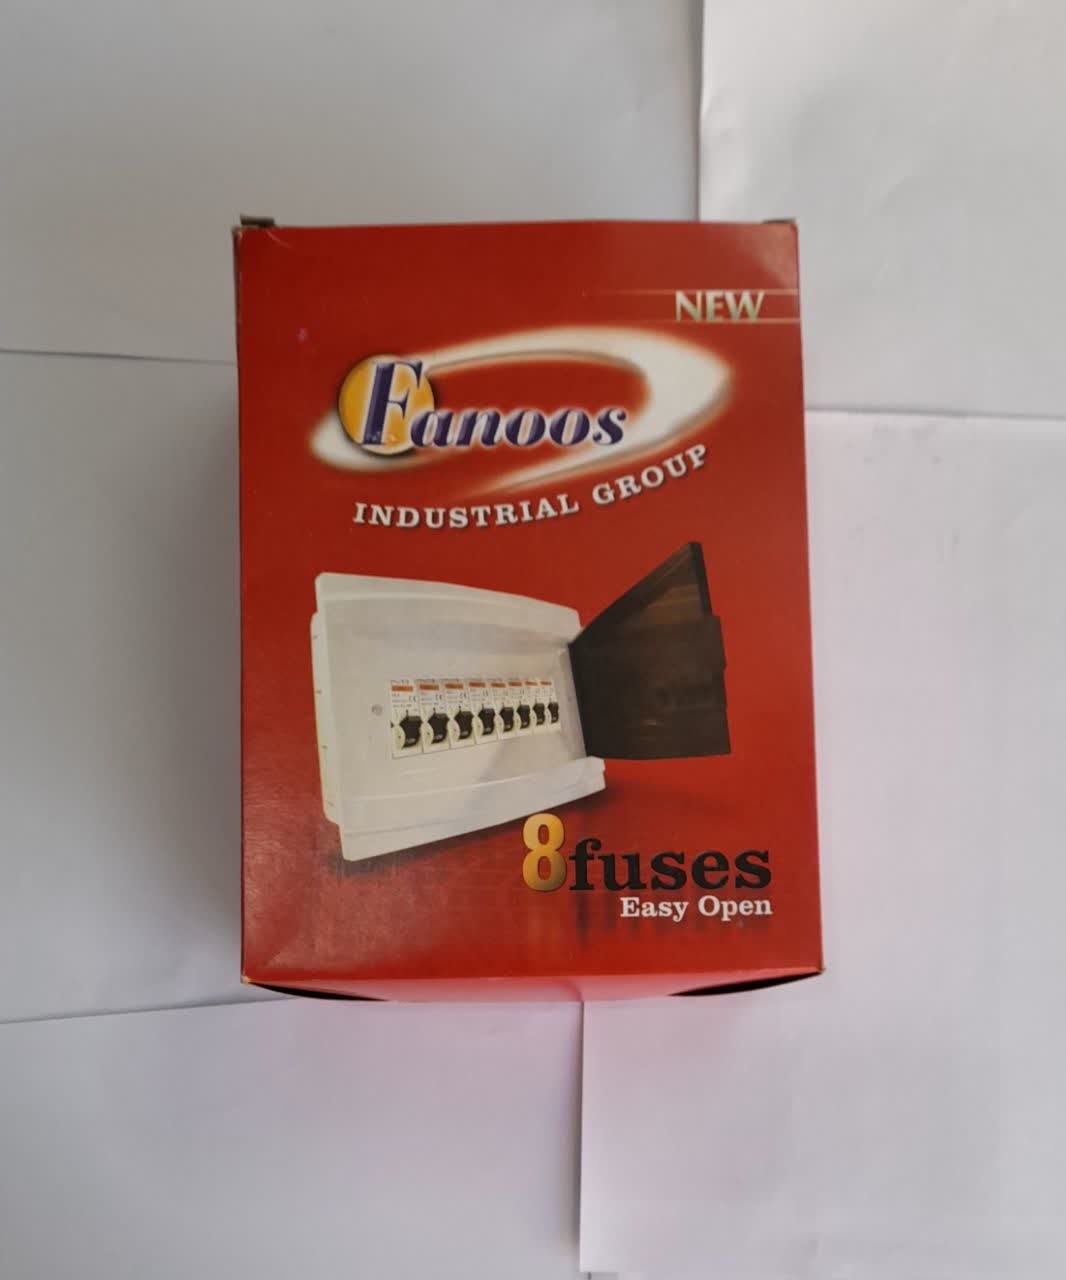 NEW
Fanoos
INDUSTRIAL GROUP
8fuses
Easy Open